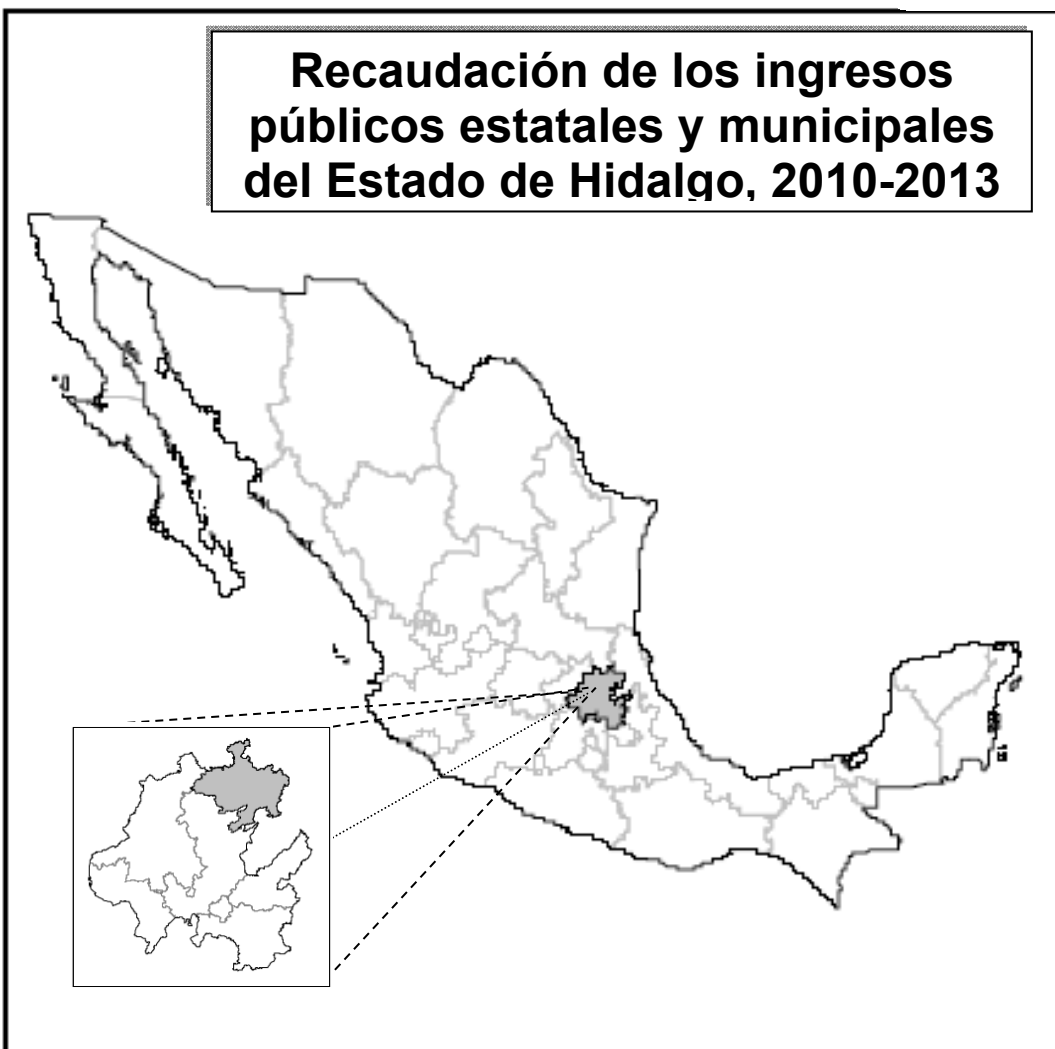 Recaudación de los ingresos
públicos estatales y municipales
del Estado de Hidalgo, 2010-2013